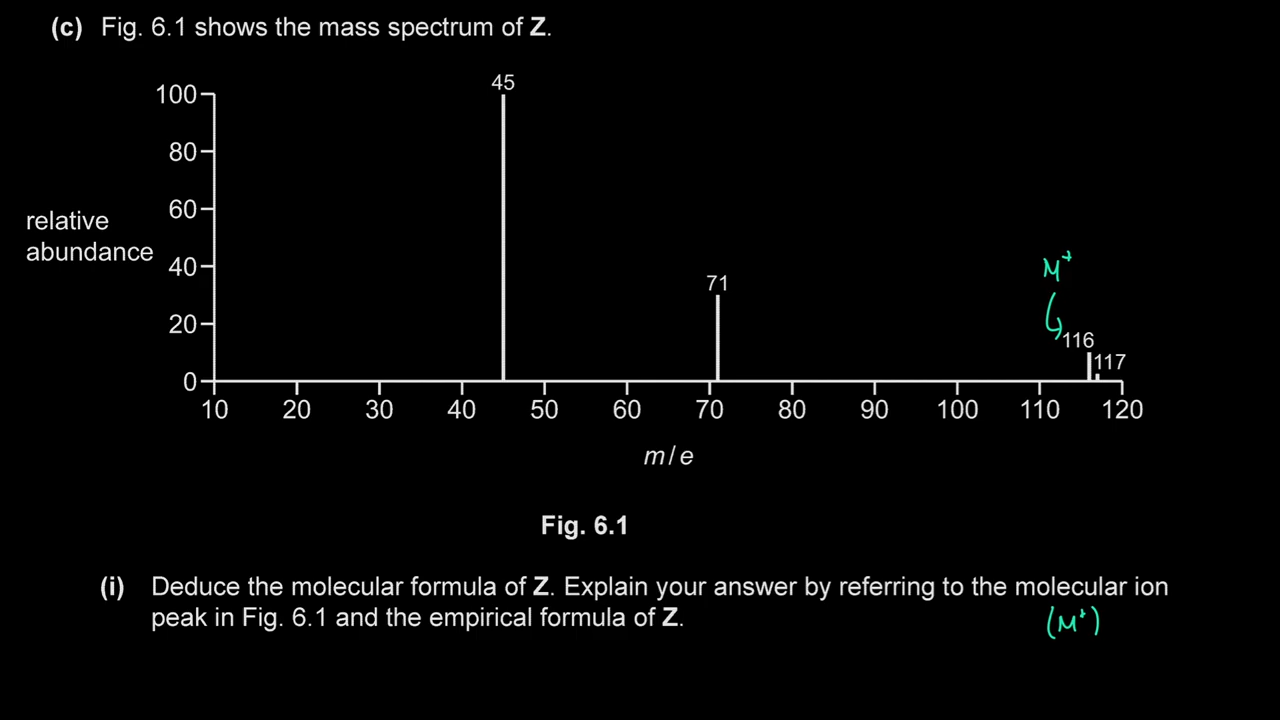 (c) Fig. 6.1 shows the mass spectrum of Z.
45
100
80
60
relative
abundance
40
71
M⁺
20
116
117
0
10 20 30 40 50 60 70 80 90 100 110 120
m / e
Fig. 6.1
(i) Deduce the molecular formula of Z. Explain your answer by referring to the molecular ion
peak in Fig. 6.1 and the empirical formula of Z.
(M⁺)